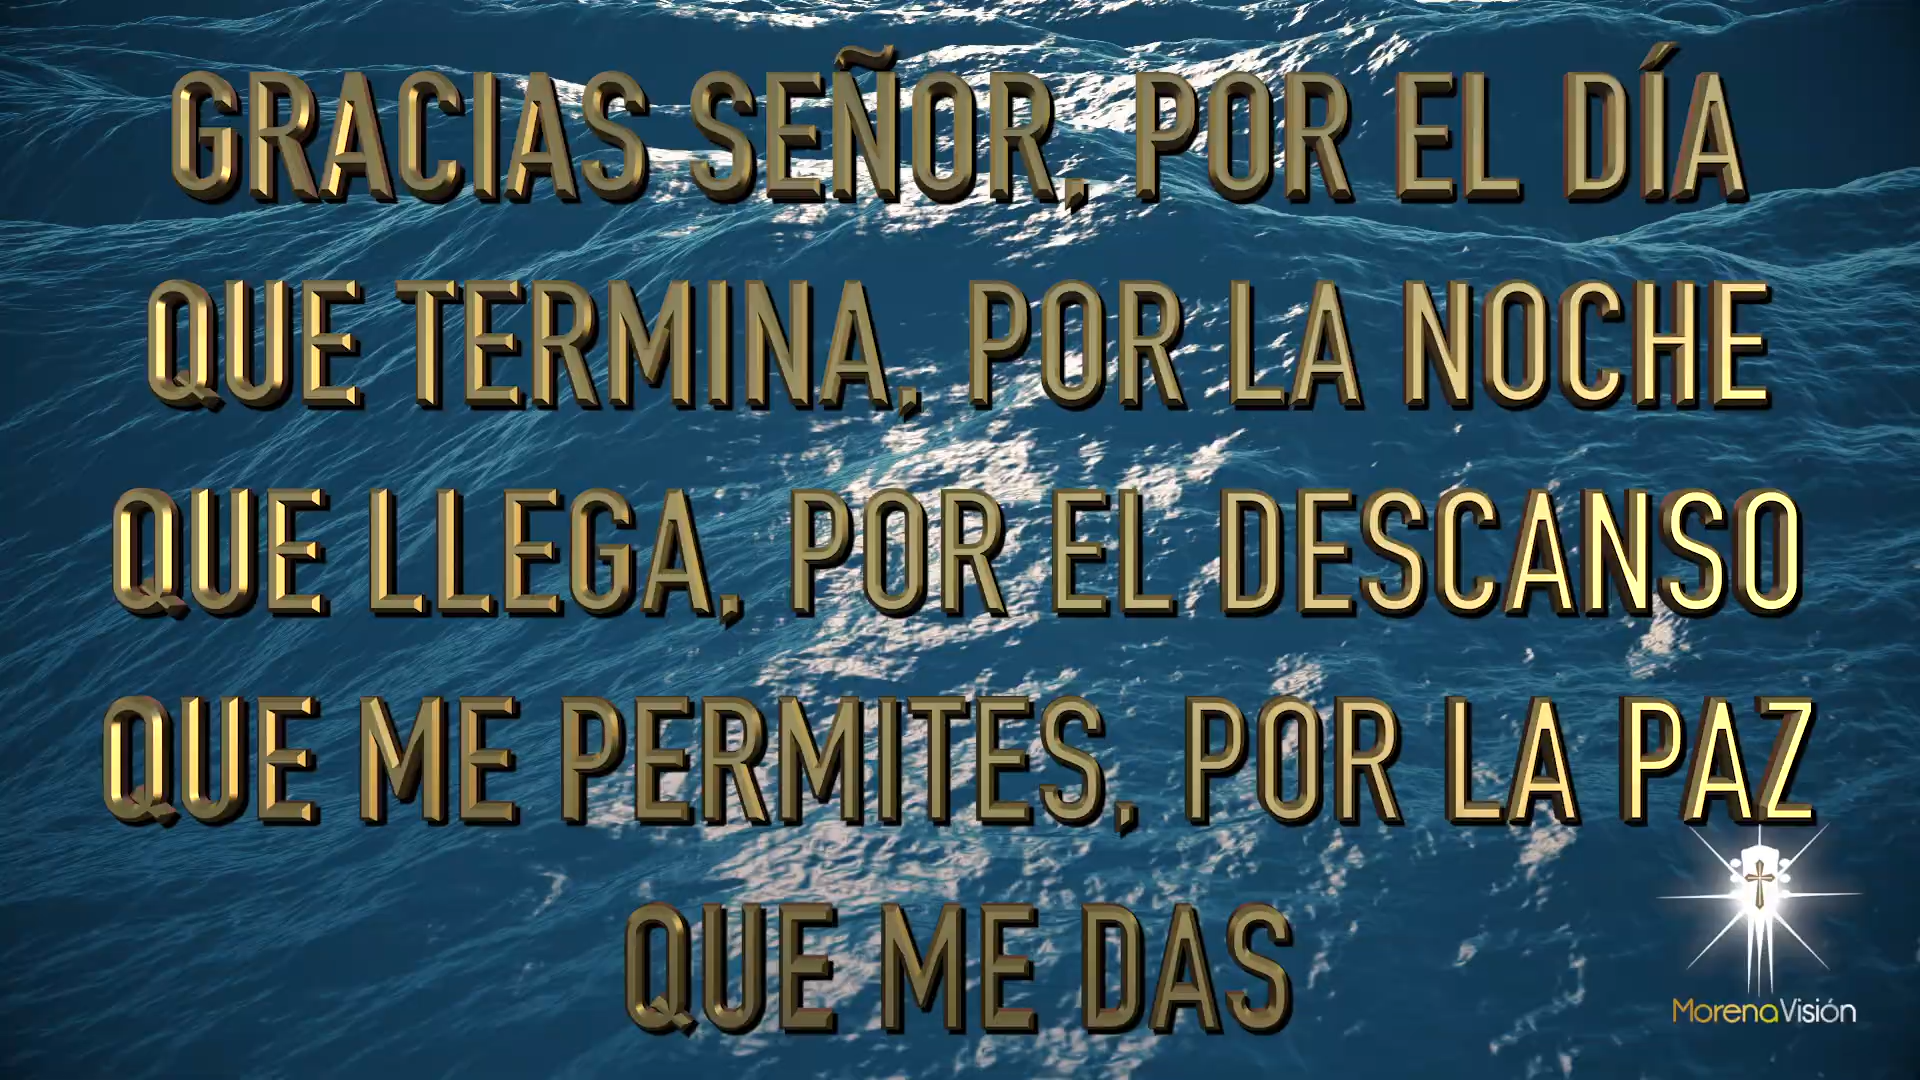 GRACIAS SEÑOR, POR EL DÍA
QUE TERMINA, POR LA NOCHE
QUE LLEGA, POR EL DESCANSO
QUE ME PERMITES, POR LA PAZ
QUE ME DAS
MorenaVisión